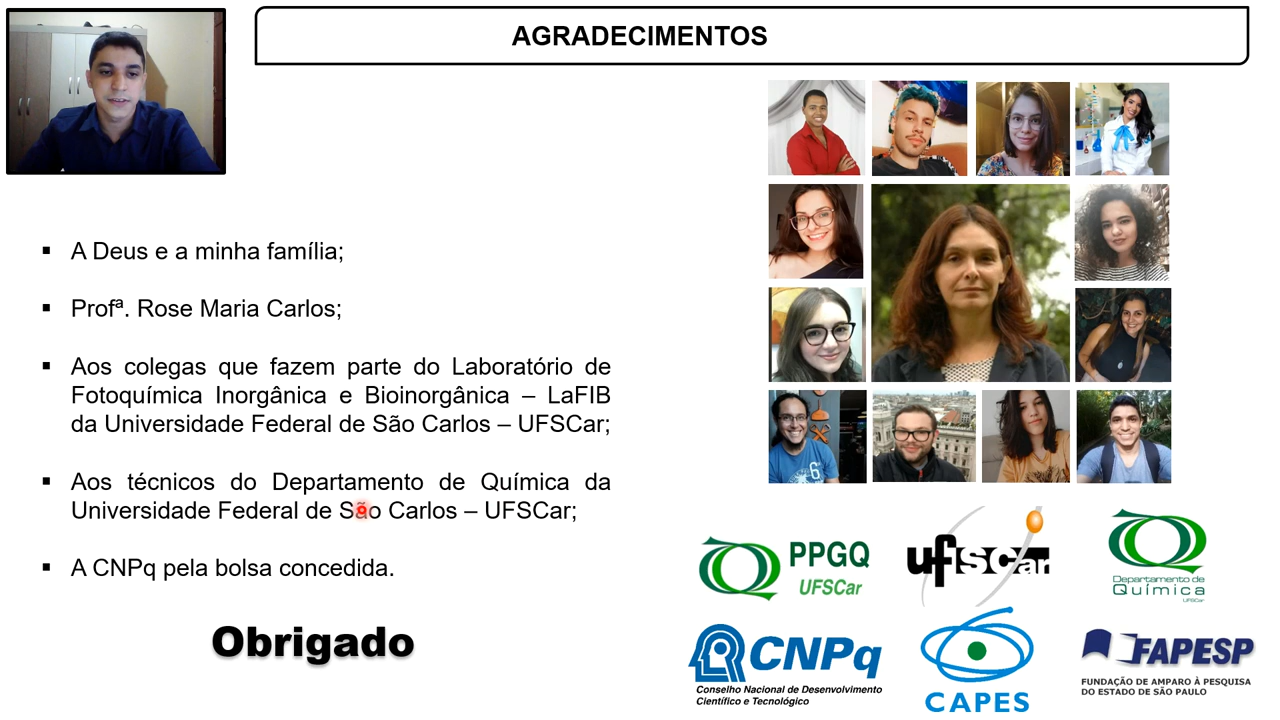 AGRADECIMENTOS
▪ A Deus e a minha família;
▪ Profª. Rose Maria Carlos;
▪ Aos colegas que fazem parte do Laboratório de
Fotoquímica Inorgânica e Bioinorgânica – LaFIB
da Universidade Federal de São Carlos – UFSCar;
▪ Aos técnicos do Departamento de Química da
Universidade Federal de São Carlos – UFSCar;
▪ A CNPq pela bolsa concedida.
Obrigado
PPGQ
UFSCar
ufscar
Departamento de
Química
UFSCar
CNPq
Conselho Nacional de Desenvolvimento
Científico e Tecnológico
CAPES
FAPESP
FUNDAÇÃO DE AMPARO À PESQUISA
DO ESTADO DE SÃO PAULO